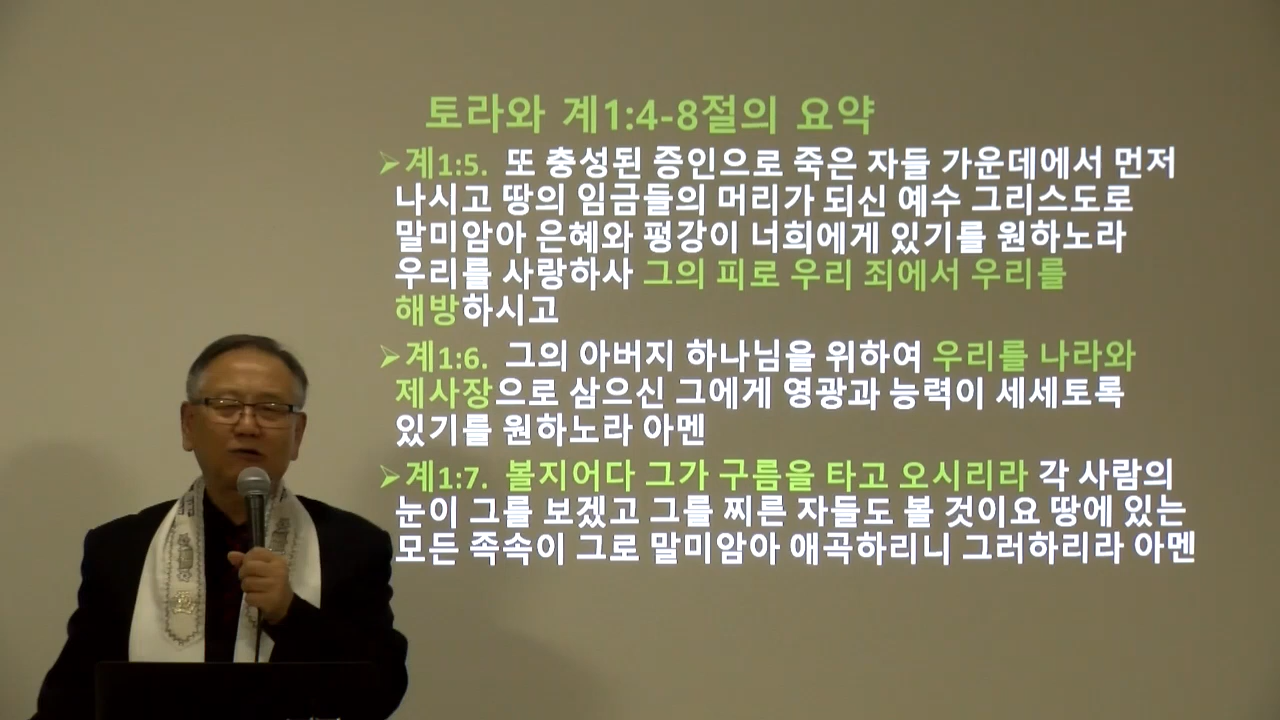 토라와 계1:4-8절의 요약
➢계1:5. 또 충성된 증인으로 죽은 자들 가운데에서 먼저
나시고 땅의 임금들의 머리가 되신 예수 그리스도로
말미암아 은혜와 평강이 너희에게 있기를 원하노라
우리를 사랑하사 그의 피로 우리 죄에서 우리를
해방하시고
➢계1:6. 그의 아버지 하나님을 위하여 우리를 나라와
제사장으로 삼으신 그에게 영광과 능력이 세세토록
있기를 원하노라 아멘
➢계1:7. 볼지어다 그가 구름을 타고 오시리라 각 사람의
눈이 그를 보겠고 그를 찌른 자들도 볼 것이요 땅에 있는
모든 족속이 그로 말미암아 애곡하리니 그러하리라 아멘